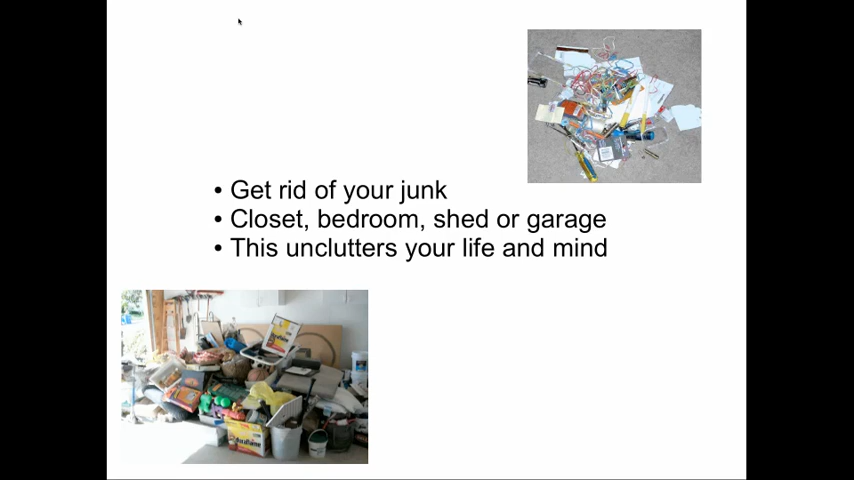 • Get rid of your junk
• Closet, bedroom, shed or garage
• This unclutters your life and mind